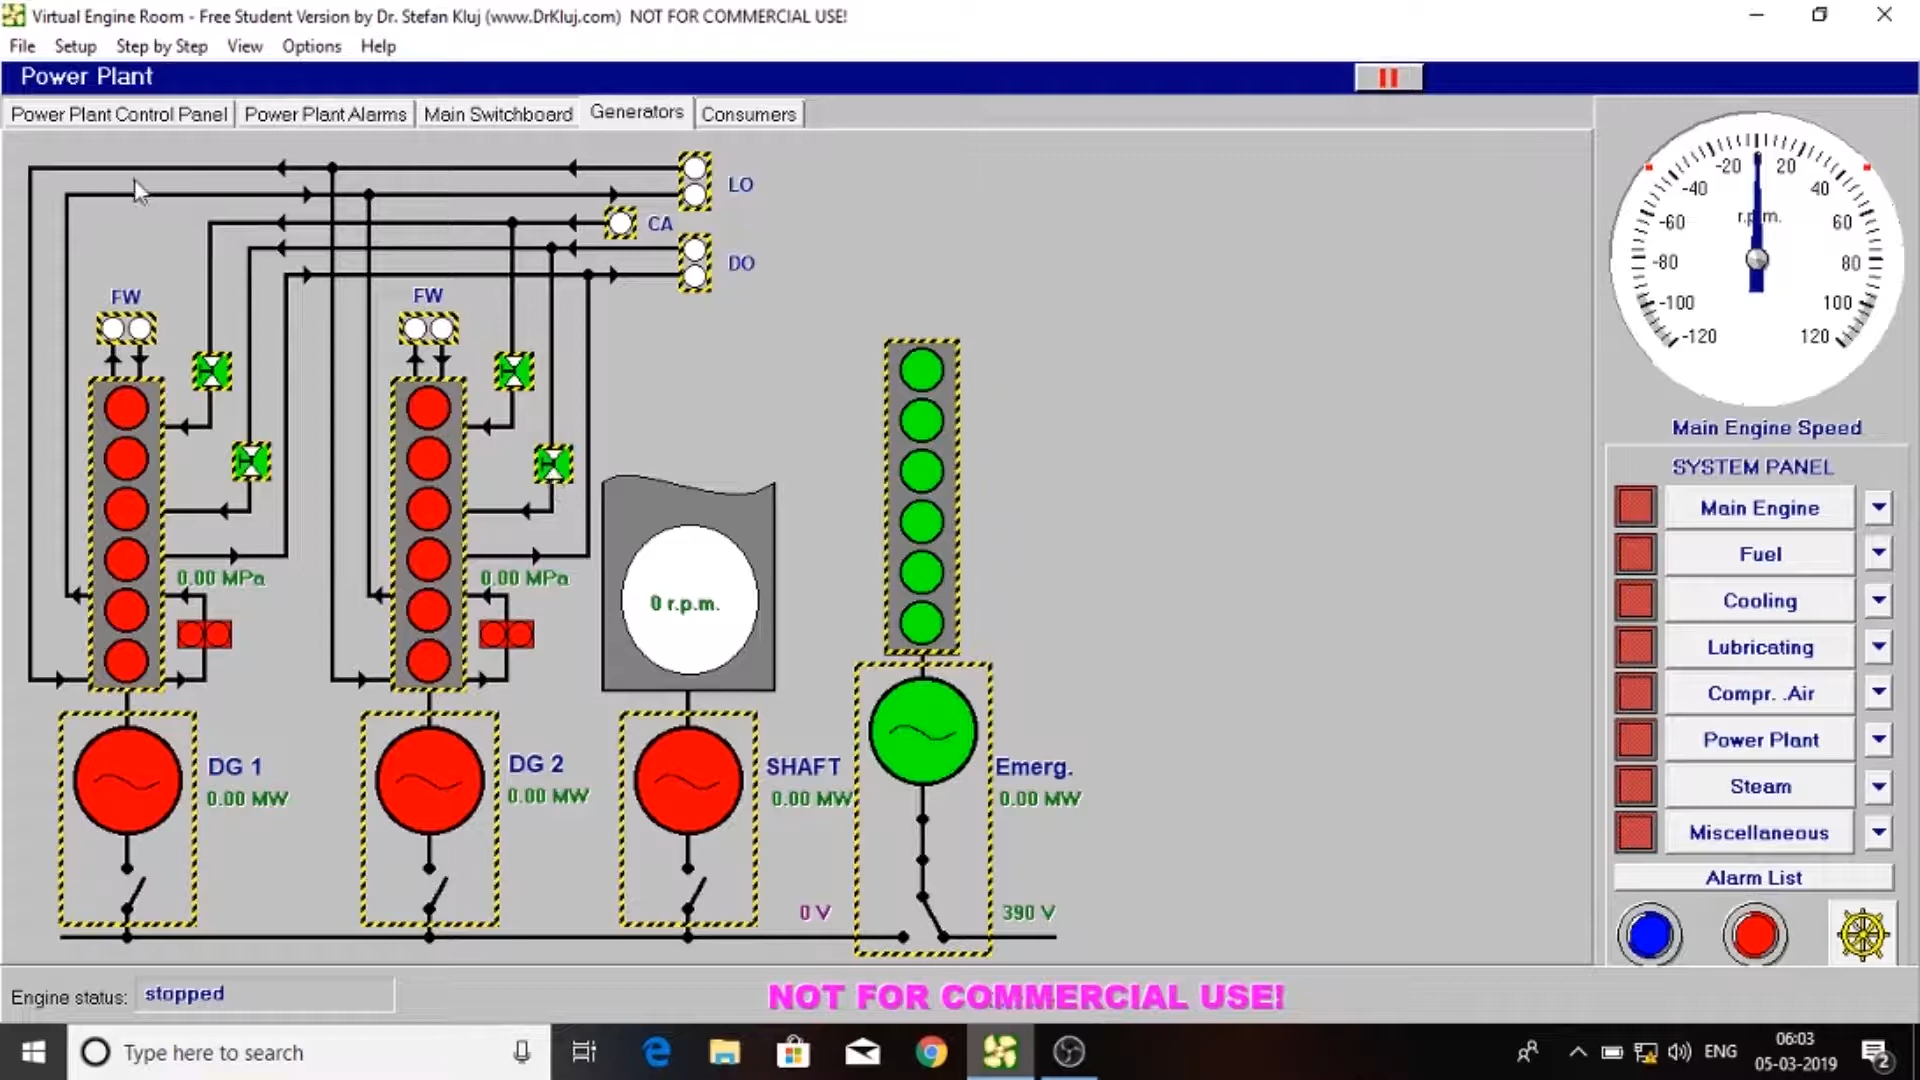 Virtual Engine Room - Free Student Version by Dr. Stefan Kluj (www.DrKluj.com)  NOT FOR COMMERCIAL USE!
File Setup Step by Step View Options Help
Power Plant
Power Plant Control Panel Power Plant Alarms Main Switchboard Generators Consumers
LO
CA
DO
FW FW
0.00 MPa 0.00 MPa
0 r.p.m.
DG 1 DG 2 SHAFT Emerg.
0.00 MW 0.00 MW 0.00 MW 0.00 MW
0 V 390 V
-20 20
-40 40
r.p.m.
-60 60
-80 80
-100 100
-120 120
Main Engine Speed
SYSTEM PANEL
Main Engine
Fuel
Cooling
Lubricating
Compr. .Air
Power Plant
Steam
Miscellaneous
Alarm List
Engine status: stopped
NOT FOR COMMERCIAL USE!
Type here to search
ENG
06:03
05-03-2019
2